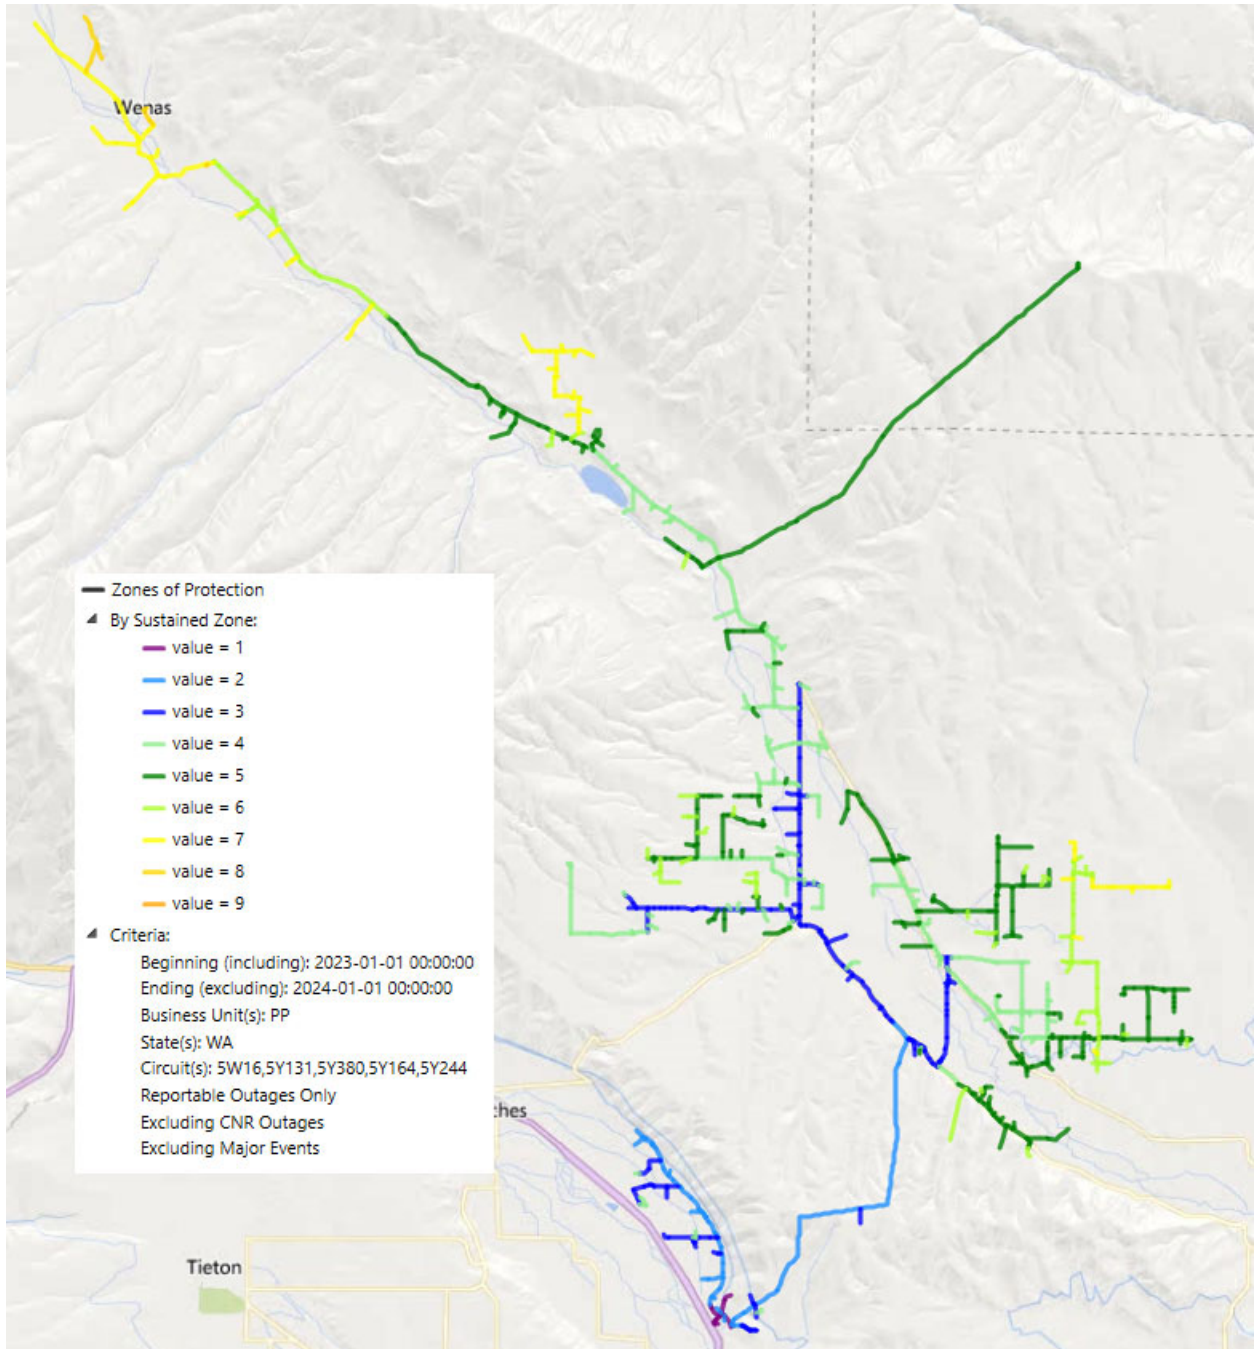 Wenas
Zones of Protection
By Sustained Zone:
value = 1
value = 2
value = 3
value = 4
value = 5
value = 6
value = 7
value = 8
value = 9
Criteria:
Beginning (including): 2023-01-01 00:00:00
Ending (excluding): 2024-01-01 00:00:00
Business Unit(s): PP
State(s): WA
Circuit(s): 5W16,5Y131,5Y380,5Y164,5Y244
Reportable Outages Only
Excluding CNR Outages
Excluding Major Events
ches
Tieton